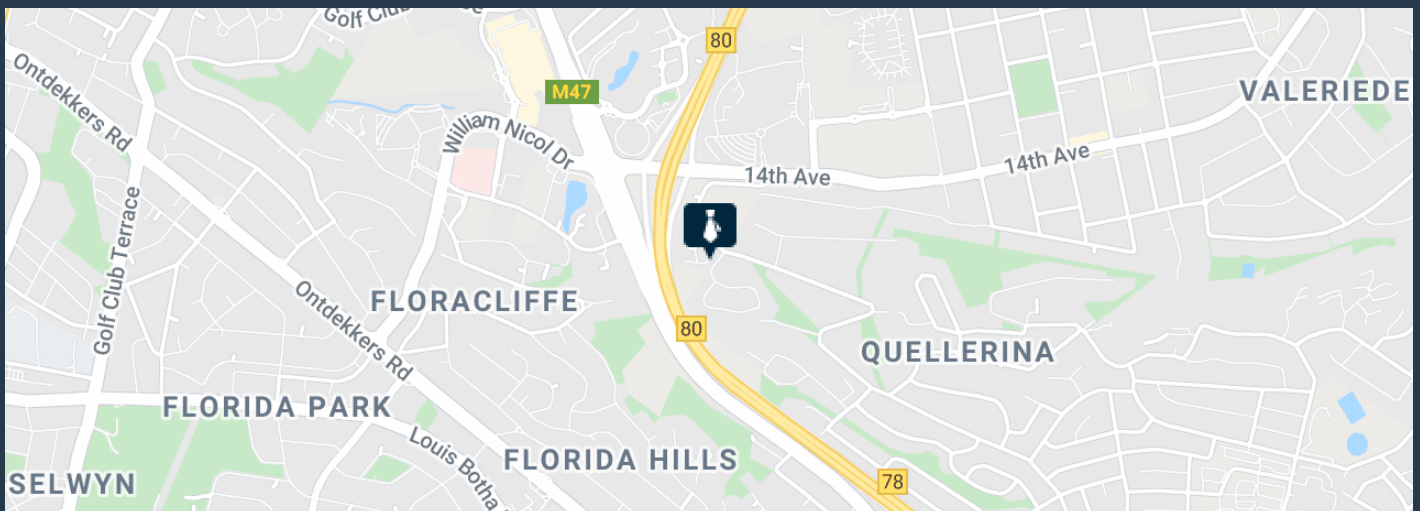 Golf Club
80
Ontdekkers Rd
M47
VALERIEDE
William Nicol Dr
14th Ave
14th Ave
Golf Club Terrace
FLORACLIFFE
Ontdekkers Rd
80
QUELLERINA
FLORIDA PARK
Louis Botha
FLORIDA HILLS
SELWYN
78